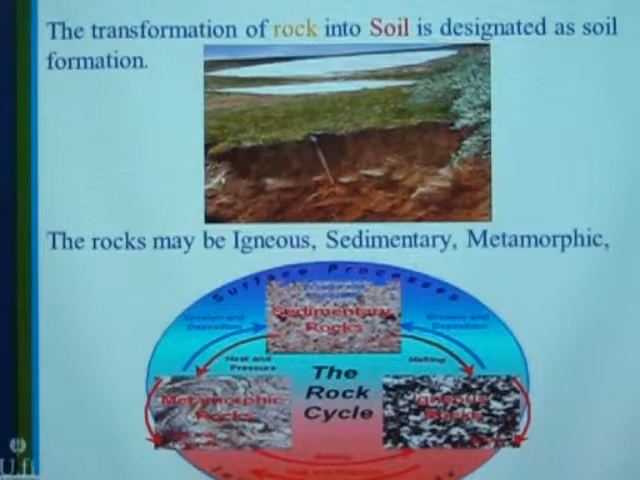 The transformation of rock into Soil is designated as soil
formation.
The rocks may be Igneous, Sedimentary, Metamorphic,
Surface Processes
Sedimentary
Rocks
Erosion and
Deposition
Erosion and
Deposition
Heat and
Pressure
Melting
The
Rock
Cycle
Metamorphic
Rocks
Igneous
Rocks